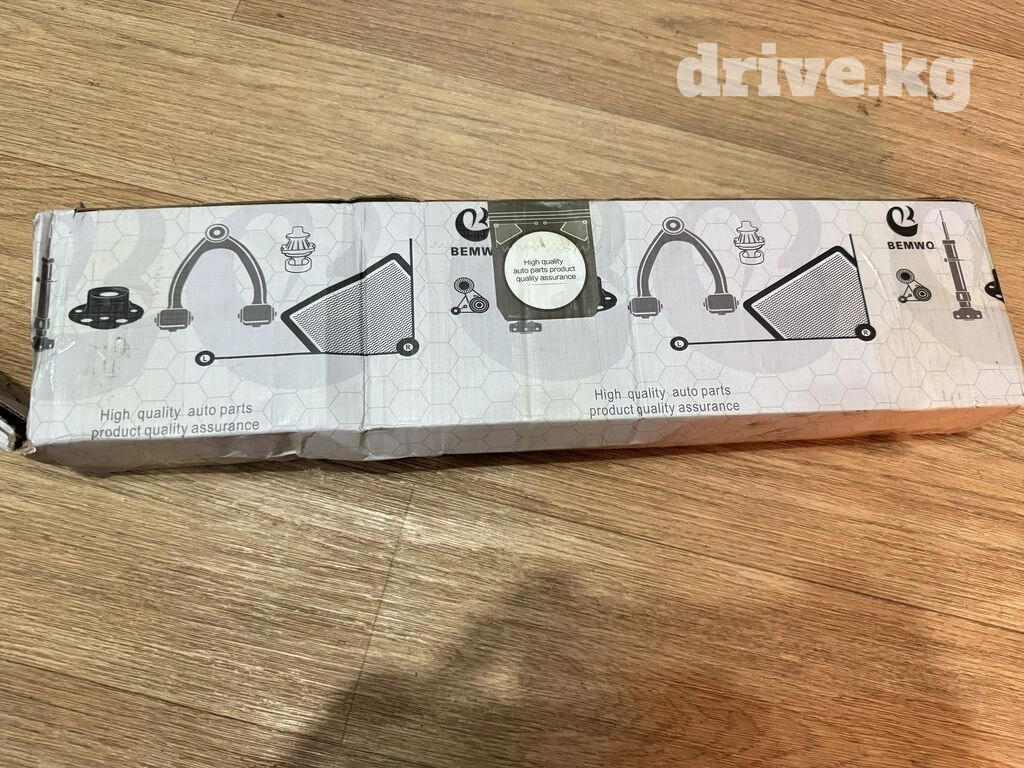 drive.kg
BEMW
High quality
auto parts product
quality assurance
BEMWO
L
R
L
R
High quality auto parts
product quality assurance
High quality auto parts
product quality assurance